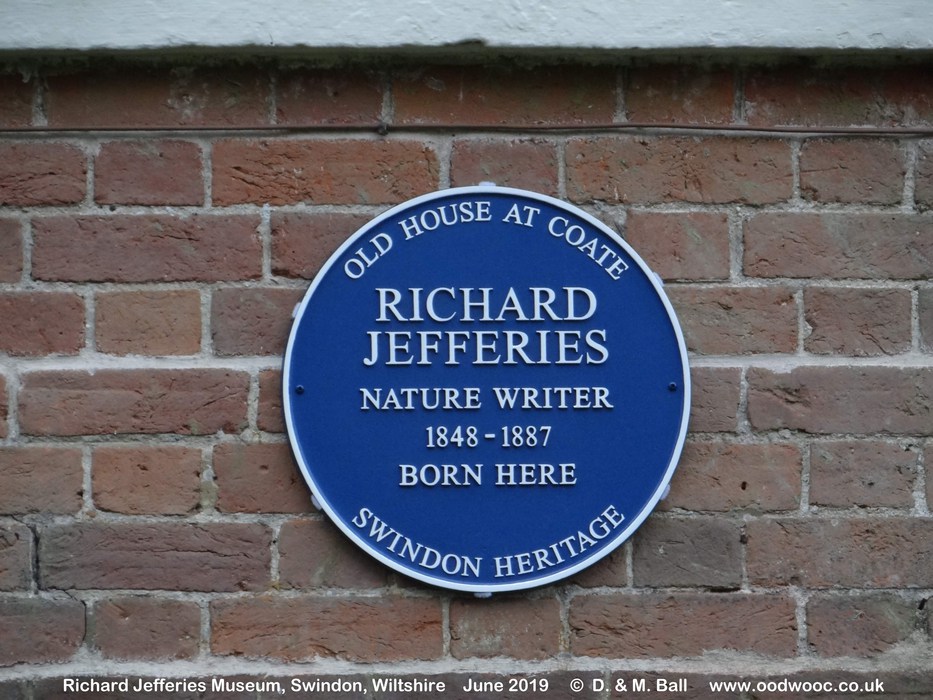 OLD HOUSE AT COATE
RICHARD
JEFFERIES
NATURE WRITER
1848 - 1887
BORN HERE
SWINDON HERITAGE
Richard Jefferies Museum, Swindon, Wiltshire June 2019 © D. & M. Ball www.oodwooc.co.uk